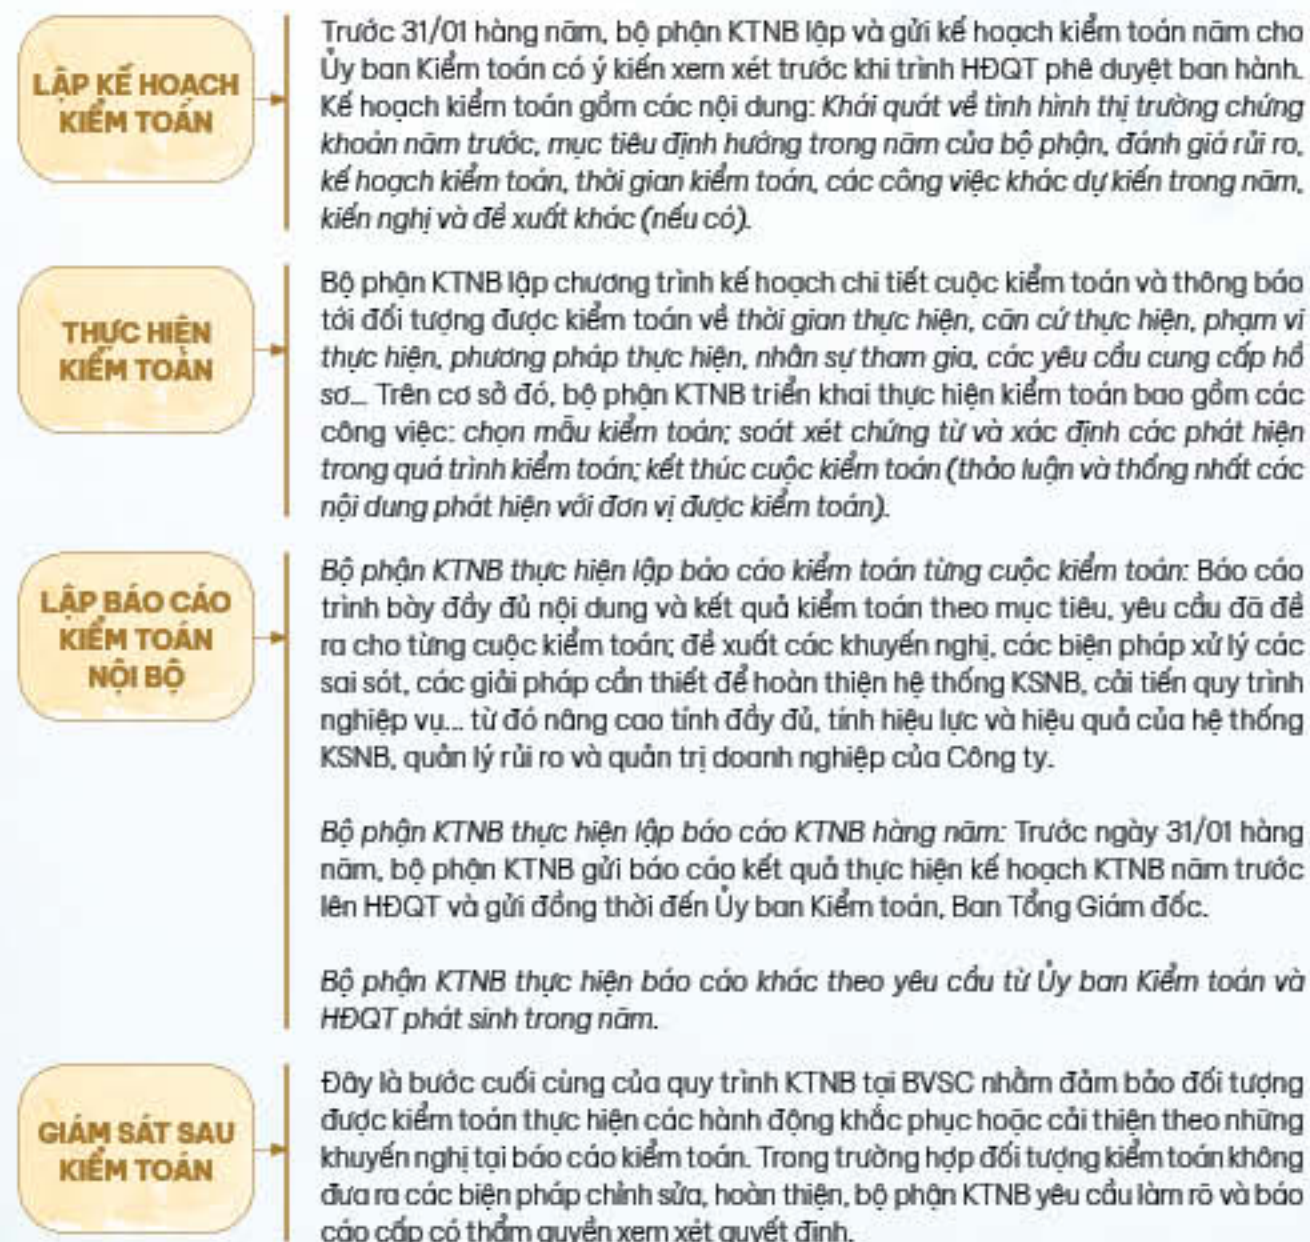 LẬP KẾ HOẠCH
KIỂM TOÁN
Trước 31/01 hàng năm, bộ phận KTNB lập và gửi kế hoạch kiểm toán năm cho
Ủy ban Kiểm toán có ý kiến xem xét trước khi trình HĐQT phê duyệt ban hành.
Kế hoạch kiểm toán gồm các nội dung: Khái quát về tình hình thị trường chứng
khoán năm trước, mục tiêu định hướng trong năm của bộ phận, đánh giá rủi ro,
kế hoạch kiểm toán, thời gian kiểm toán, các công việc khác dự kiến trong năm,
kiến nghị và đề xuất khác (nếu có).
THỰC HIỆN
KIỂM TOÁN
Bộ phận KTNB lập chương trình kế hoạch chi tiết cuộc kiểm toán và thông báo
tới đối tượng được kiểm toán về thời gian thực hiện, căn cứ thực hiện, phạm vi
thực hiện, phương pháp thực hiện, nhân sự tham gia, các yêu cầu cung cấp hồ
sơ... Trên cơ sở đó, bộ phận KTNB triển khai thực hiện kiểm toán bao gồm các
công việc: chọn mẫu kiểm toán; soát xét chứng từ và xác định các phát hiện
trong quá trình kiểm toán; kết thúc cuộc kiểm toán (thảo luận và thống nhất các
nội dung phát hiện với đơn vị được kiểm toán).
LẬP BÁO CÁO
KIỂM TOÁN
NỘI BỘ
Bộ phận KTNB thực hiện lập báo cáo kiểm toán từng cuộc kiểm toán: Báo cáo
trình bày đầy đủ nội dung và kết quả kiểm toán theo mục tiêu, yêu cầu đã đề
ra cho từng cuộc kiểm toán; đề xuất các khuyến nghị, các biện pháp xử lý các
sai sót, các giải pháp cần thiết để hoàn thiện hệ thống KSNB, cải tiến quy trình
nghiệp vụ... từ đó nâng cao tính đầy đủ, tính hiệu lực và hiệu quả của hệ thống
KSNB, quản lý rủi ro và quản trị doanh nghiệp của Công ty.
Bộ phận KTNB thực hiện lập báo cáo KTNB hàng năm: Trước ngày 31/01 hàng
năm, bộ phận KTNB gửi báo cáo kết quả thực hiện kế hoạch KTNB năm trước
lên HĐQT và gửi đồng thời đến Ủy ban Kiểm toán, Ban Tổng Giám đốc.
Bộ phận KTNB thực hiện báo cáo khác theo yêu cầu từ Ủy ban Kiểm toán và
HĐQT phát sinh trong năm.
GIÁM SÁT SAU
KIỂM TOÁN
Đây là bước cuối cùng của quy trình KTNB tại BVSC nhằm đảm bảo đối tượng
được kiểm toán thực hiện các hành động khắc phục hoặc cải thiện theo những
khuyến nghị tại báo cáo kiểm toán. Trong trường hợp đối tượng kiểm toán không
đưa ra các biện pháp chỉnh sửa, hoàn thiện, bộ phận KTNB yêu cầu làm rõ và báo
cáo cấp có thẩm quyền xem xét quyết định.